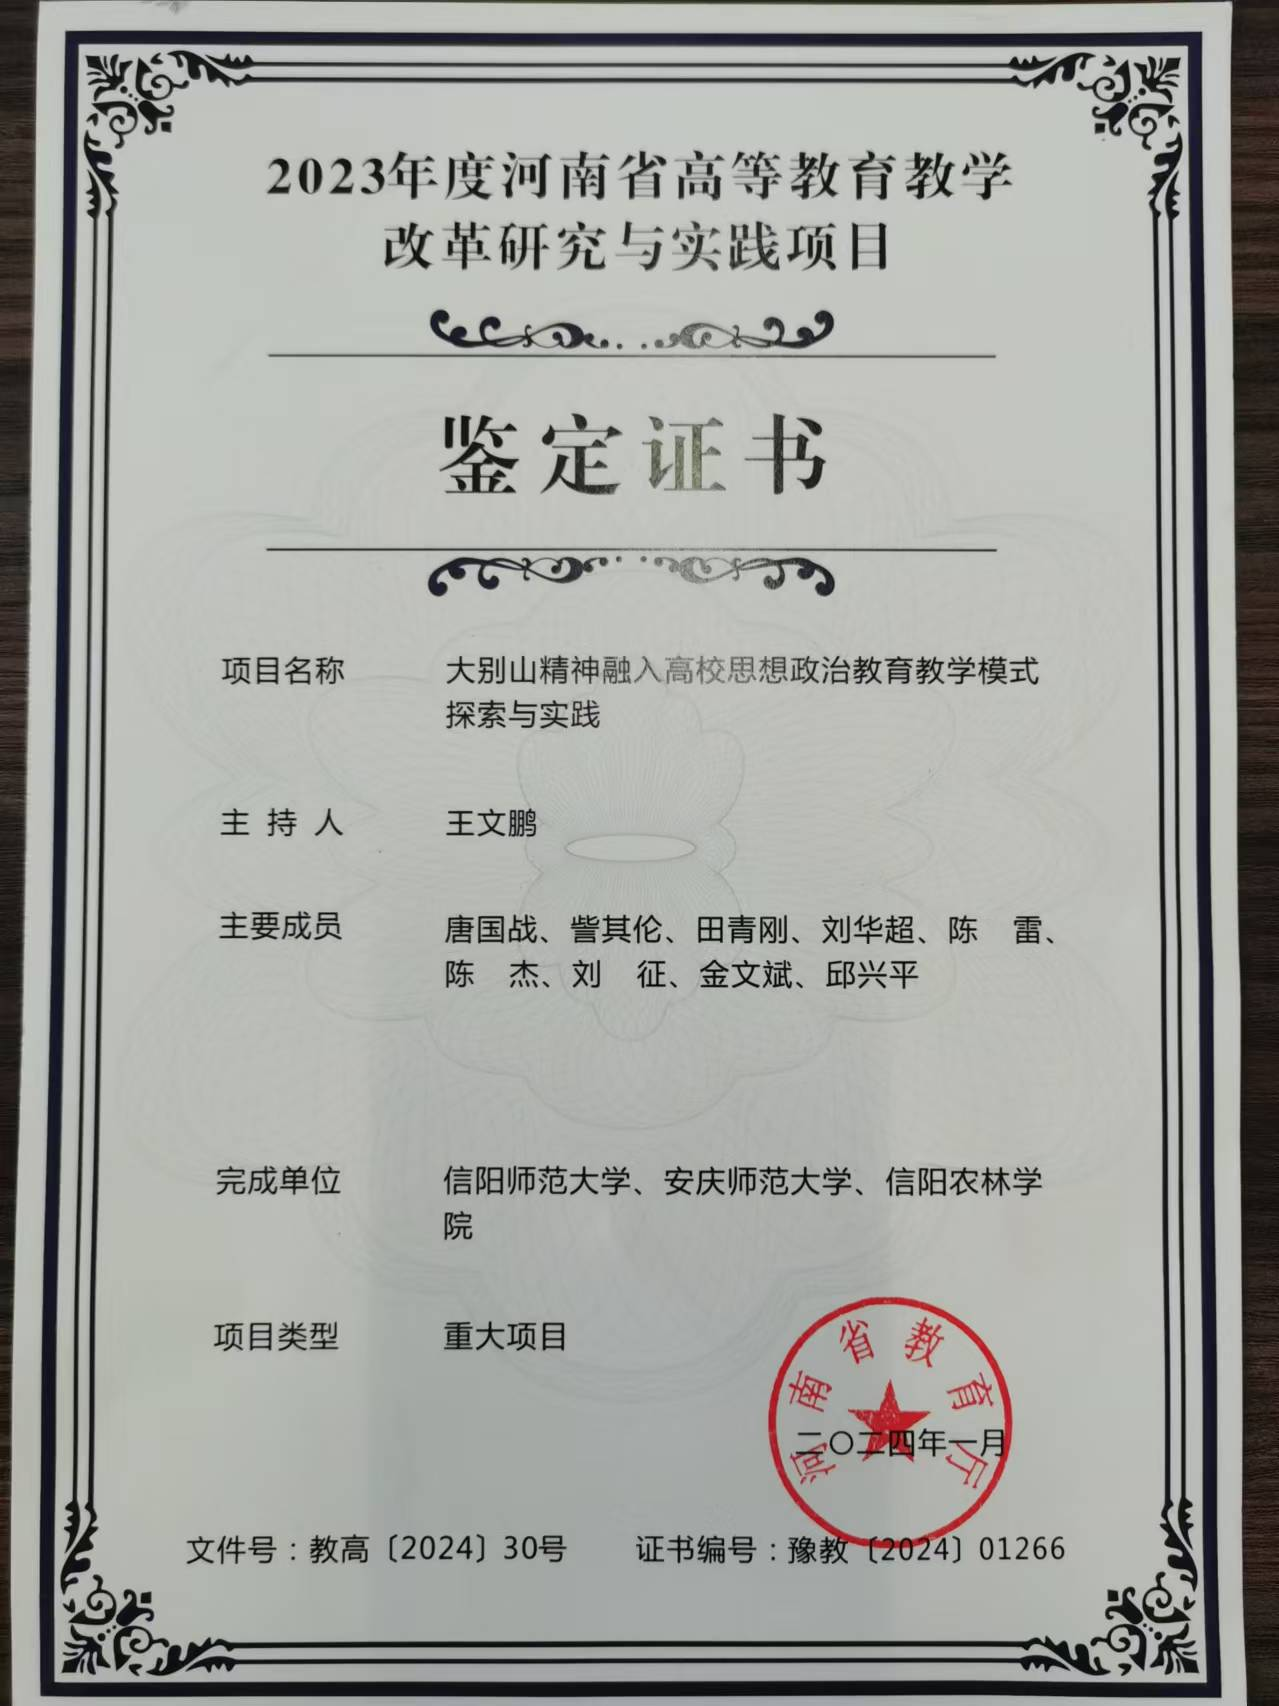 2023年度河南省高等教育教学
改革研究与实践项目
鉴定证书
项目名称 大别山精神融入高校思想政治教育教学模式
探索与实践
主持人 王文鹏
主要成员 唐国战、訾其伦、田青刚、刘华超、陈　雷、
陈　杰、刘　征、金文斌、邱兴平
完成单位 信阳师范大学、安庆师范大学、信阳农林学
院
项目类型 重大项目
河南省教育厅
二〇二四年一月
文件号：教高〔2024〕30号 证书编号：豫教〔2024〕01266